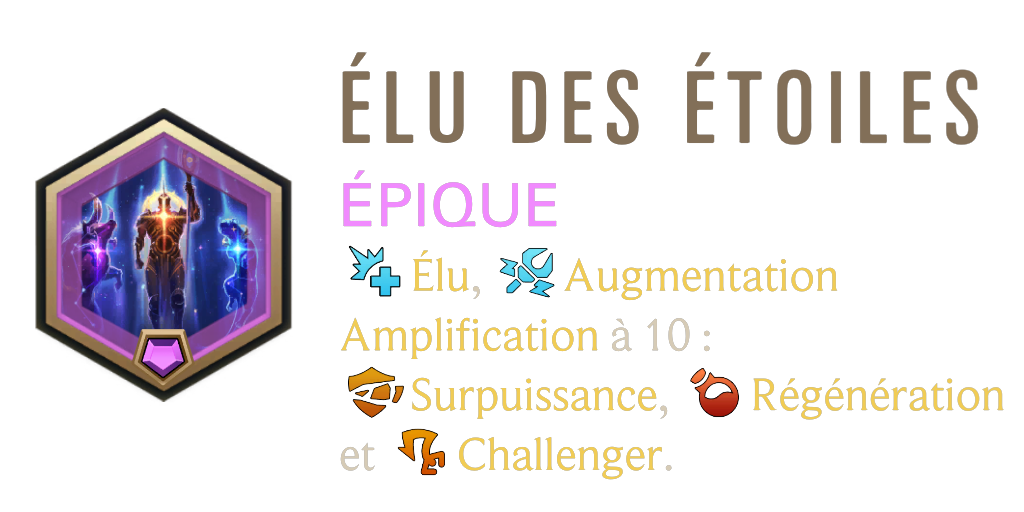 ÉLU DES ÉTOILES
ÉPIQUE
Élu, Augmentation
Amplification à 10 :
Surpuissance, Régénération
et Challenger.